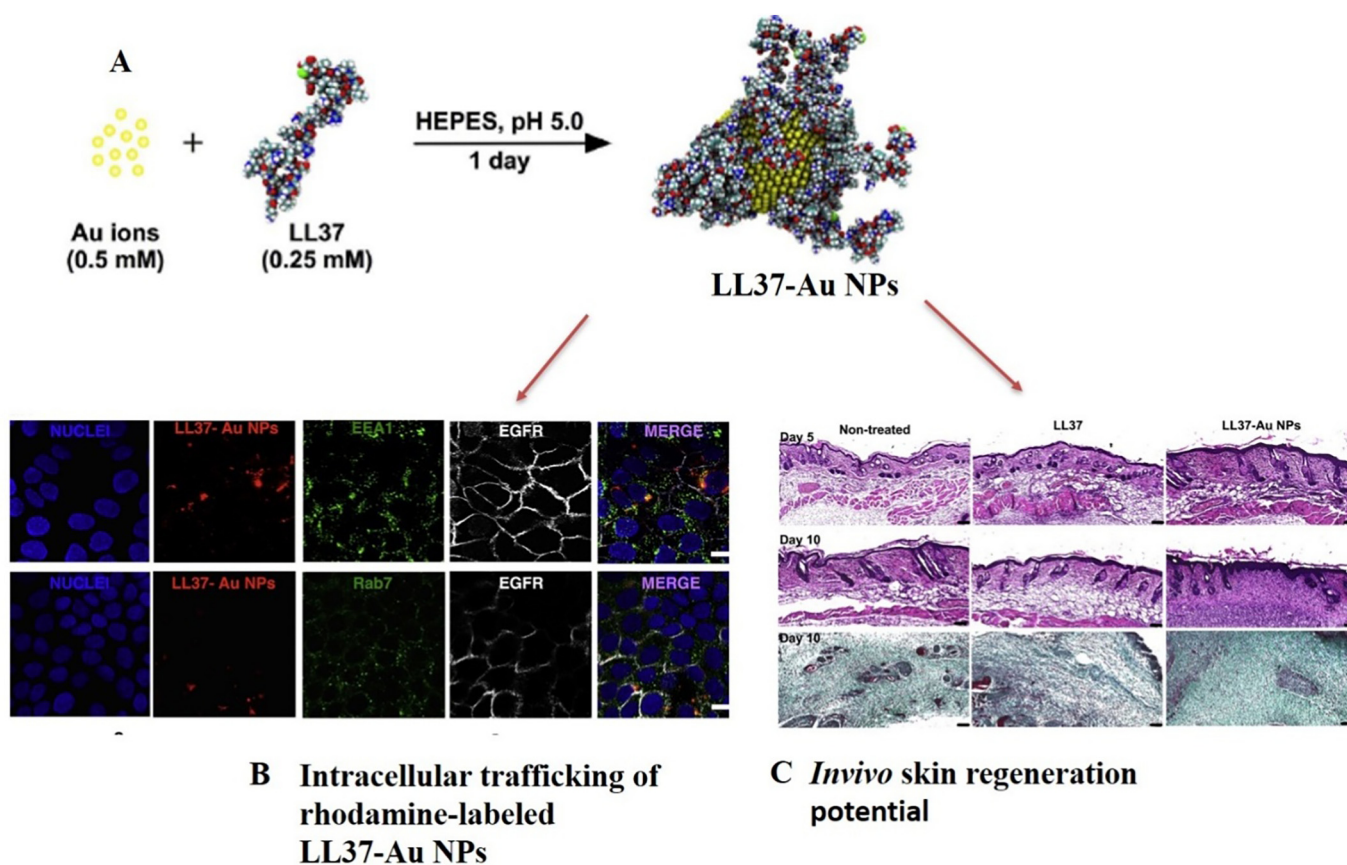 A
+
HEPES, pH 5.0
1 day
Au ions
(0.5 mM)
LL37
(0.25 mM)
LL37-Au NPs
NUCLEI
LL37- Au NPs
EEA1
EGFR
MERGE
NUCLEI
LL37- Au NPs
Rab7
EGFR
MERGE
Non-treated
LL37
LL37-Au NPs
Day 5
Day 10
Day 10
B Intracellular trafficking of
rhodamine-labeled
LL37-Au NPs
C Invivo skin regeneration
potential